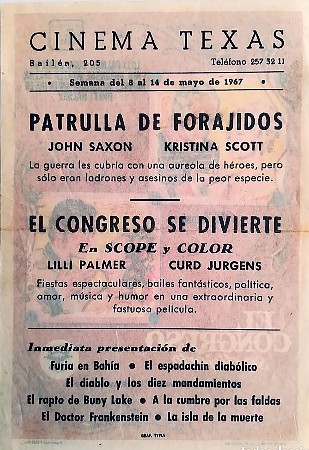 CINEMA TEXAS
Bailén, 205 Teléfono 257 32 11
• Semana del 8 al 14 de mayo de 1967 •
PATRULLA DE FORAJIDOS
JOHN SAXON KRISTINA SCOTT
La guerra les cubría con una aureola de héroes, pero
sólo eran ladrones y asesinos de la peor especie.
EL CONGRESO SE DIVIERTE
En SCOPE y COLOR
LILLI PALMER CURD JURGENS
Fiestas espectaculares, bailes fantásticos, política,
amor, música y humor en una extraordinaria y
fastuosa película.
Inmediata presentación de
Furia en Bahía • El espadachín diabólico
El diablo y los diez mandamientos
El rapto de Buny Lake • A la cumbre por las faldas
El Doctor Frankenstein • La isla de la muerte
GRAF. TYPIA